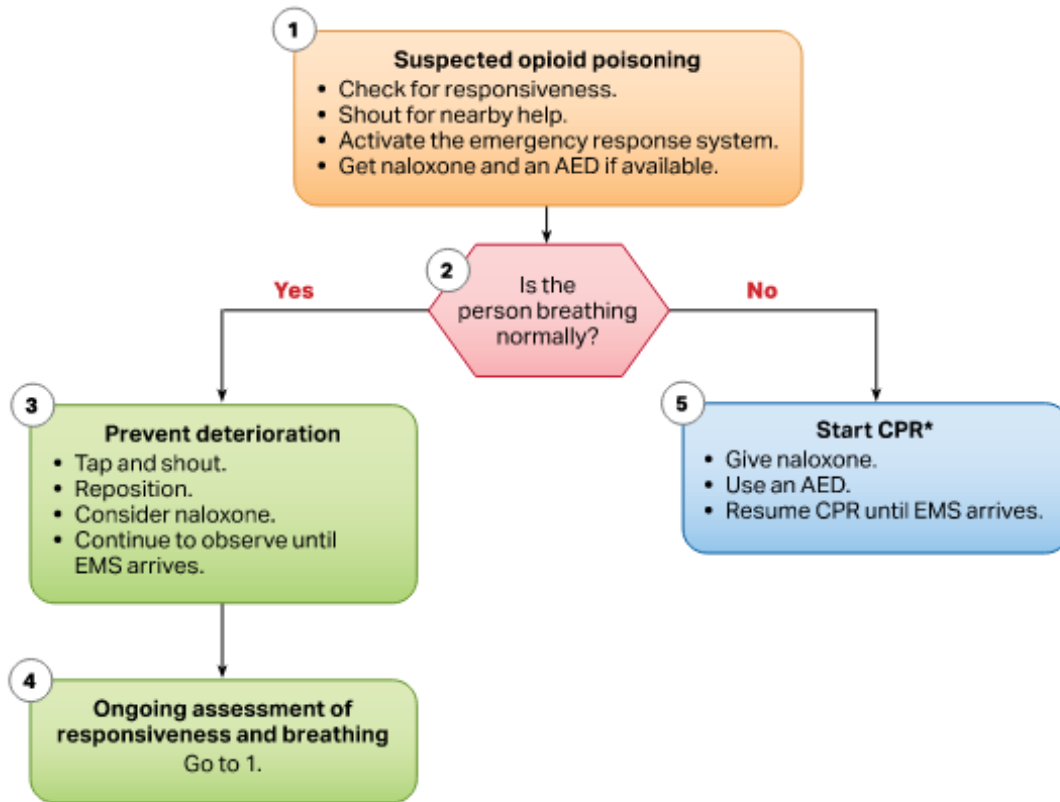 1
Suspected opioid poisoning
• Check for responsiveness.
• Shout for nearby help.
• Activate the emergency response system.
• Get naloxone and an AED if available.
2
Is the
person breathing
normally?
Yes
No
3
Prevent deterioration
• Tap and shout.
• Reposition.
• Consider naloxone.
• Continue to observe until
EMS arrives.
5
Start CPR*
• Give naloxone.
• Use an AED.
• Resume CPR until EMS arrives.
4
Ongoing assessment of
responsiveness and breathing
Go to 1.